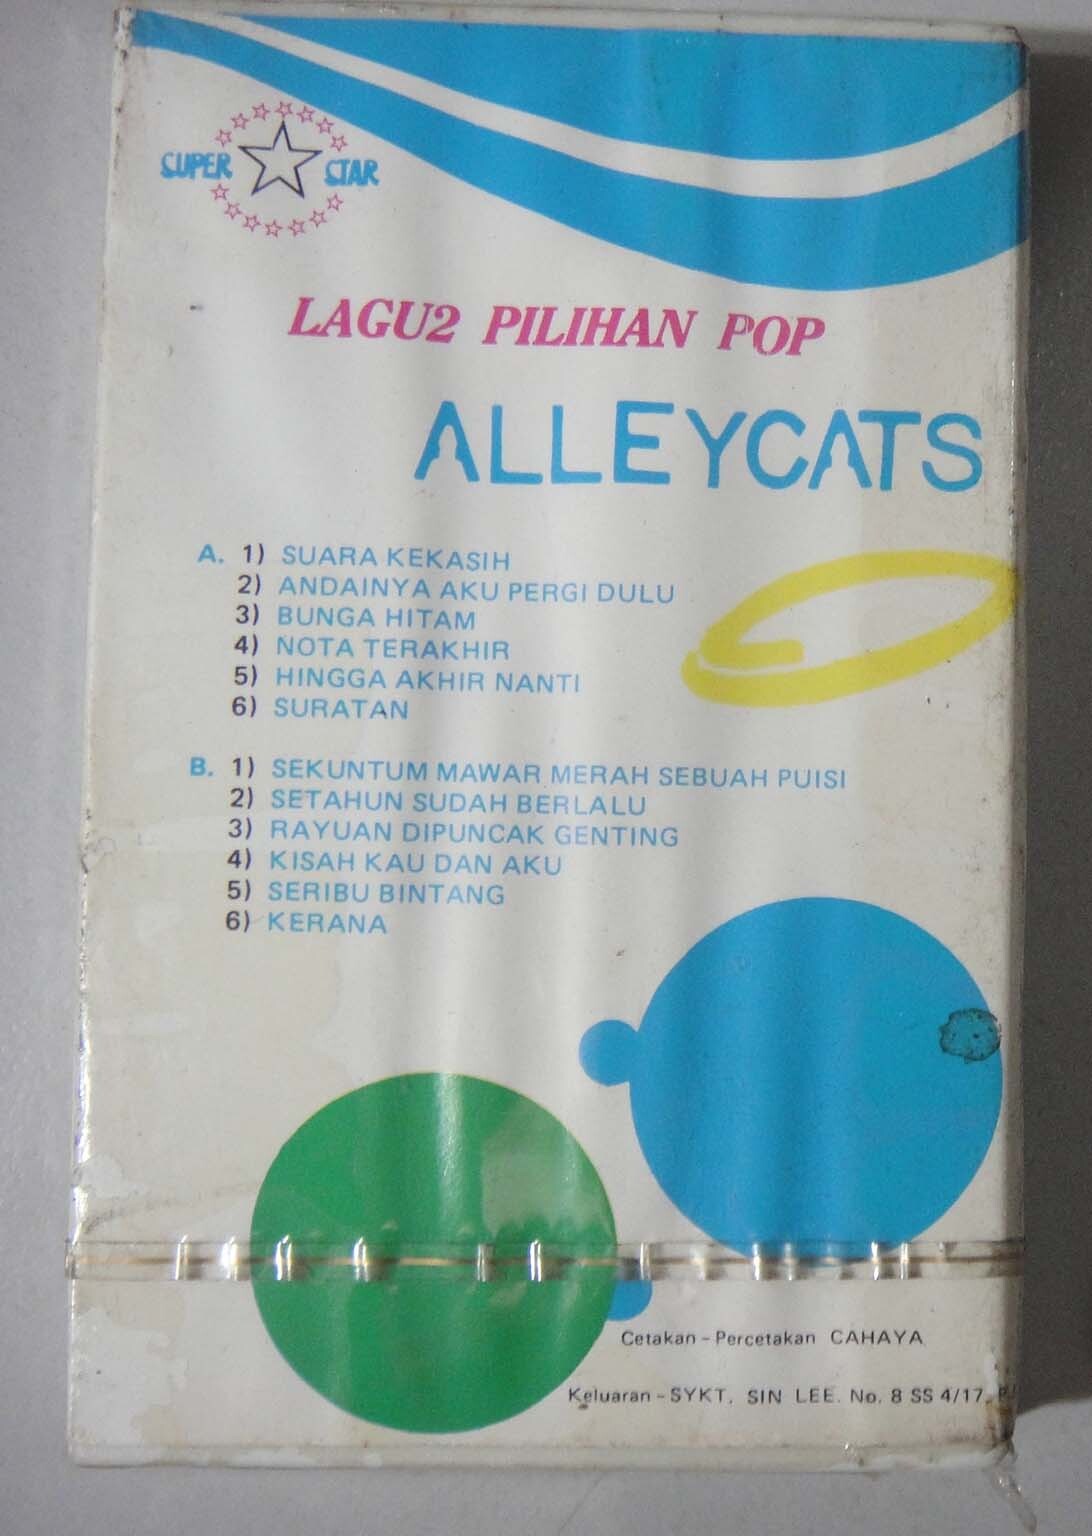 SUPER STAR
LAGU2 PILIHAN POP
ALLEYCATS
A. 1) SUARA KEKASIH
2) ANDAINYA AKU PERGI DULU
3) BUNGA HITAM
4) NOTA TERAKHIR
5) HINGGA AKHIR NANTI
6) SURATAN
B. 1) SEKUNTUM MAWAR MERAH SEBUAH PUISI
2) SETAHUN SUDAH BERLALU
3) RAYUAN DIPUNCAK GENTING
4) KISAH KAU DAN AKU
5) SERIBU BINTANG
6) KERANA
Cetakan - Percetakan CAHAYA
Keluaran - SYKT. SIN LEE. No. 8 SS 4/17,